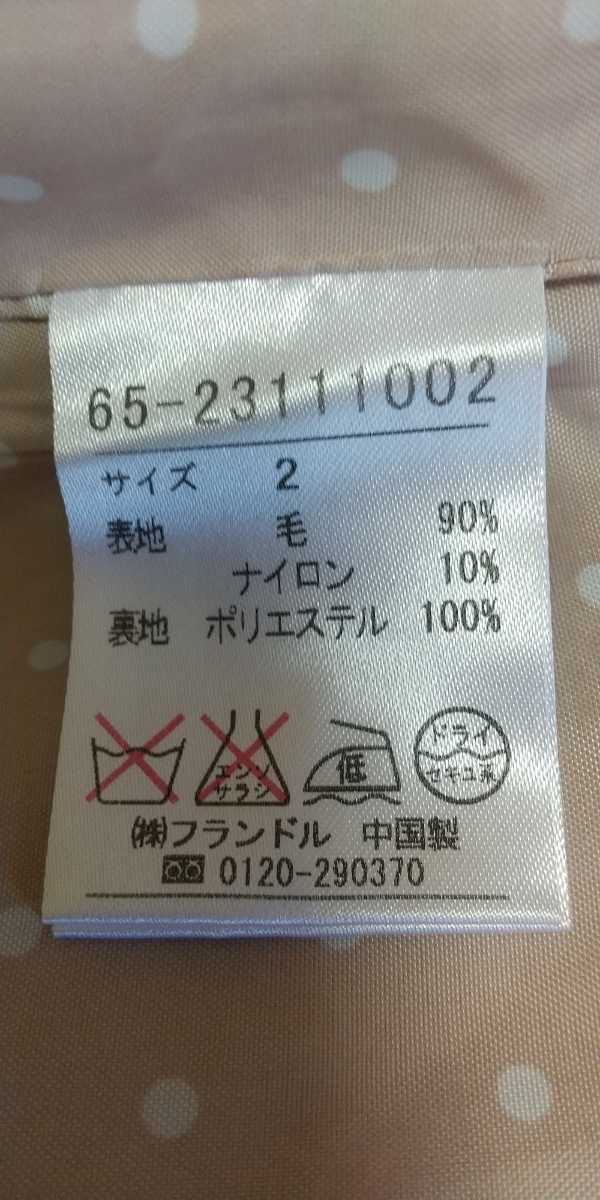 65-23111002
サイズ 2
表地 毛 90%
ナイロン 10%
裏地 ポリエステル 100%
エンソサラシ 低 ドライ セキユ系
㈱フランドル 中国製
0120-290370